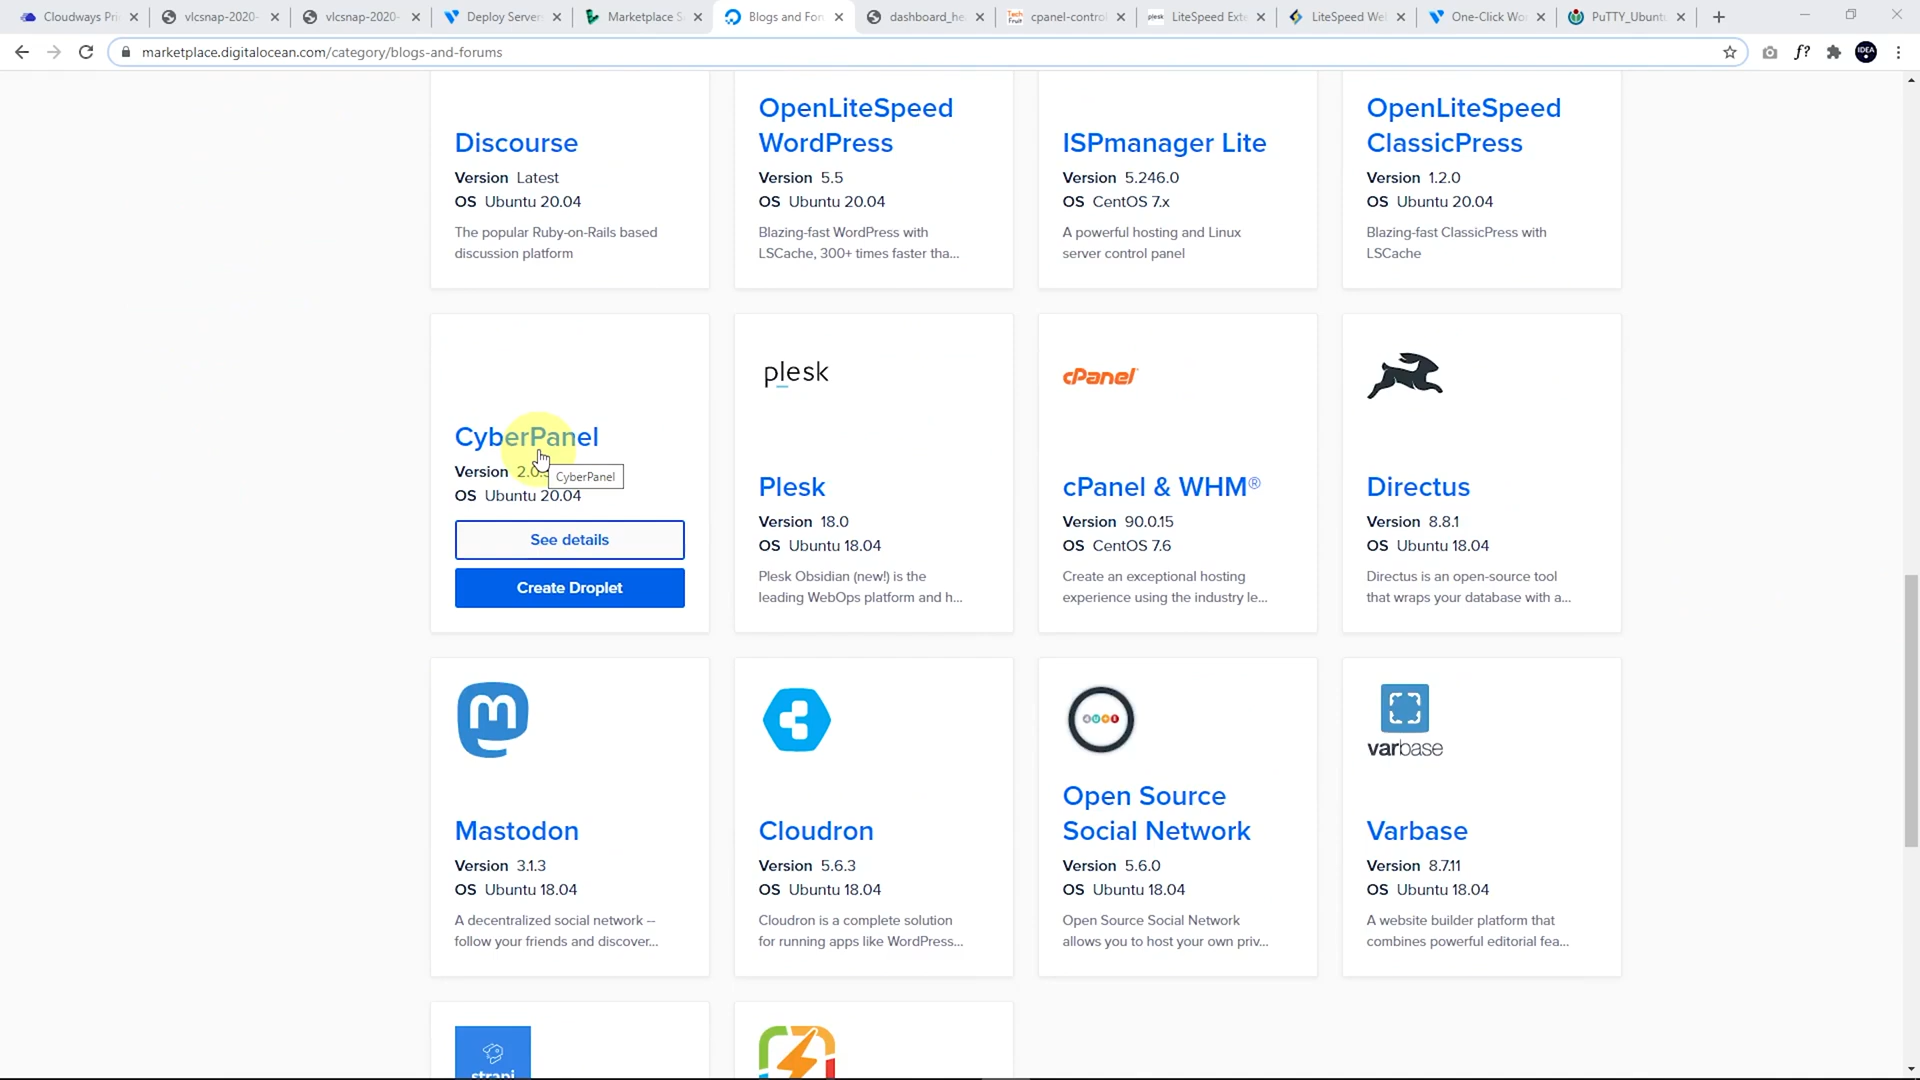 Cloudways Pri
vlcsnap-2020-
vlcsnap-2020-
Deploy Server
Marketplace S
Blogs and For
dashboard_he
cpanel-control
LiteSpeed Exte
LiteSpeed We
One-Click Wo
PuTTY_Ubunt
marketplace.digitalocean.com/category/blogs-and-forums
f?
IDEA
Discourse
Version Latest
OS Ubuntu 20.04
The popular Ruby-on-Rails based
discussion platform
OpenLiteSpeed
WordPress
Version 5.5
OS Ubuntu 20.04
Blazing-fast WordPress with
LSCache, 300+ times faster tha...
ISPmanager Lite
Version 5.246.0
OS CentOS 7.x
A powerful hosting and Linux
server control panel
OpenLiteSpeed
ClassicPress
Version 1.2.0
OS Ubuntu 20.04
Blazing-fast ClassicPress with
LSCache
CyberPanel
Version 2.0.
CyberPanel
OS Ubuntu 20.04
See details
Create Droplet
plesk
Plesk
Version 18.0
OS Ubuntu 18.04
Plesk Obsidian (new!) is the
leading WebOps platform and h...
cPanel
cPanel & WHM®
Version 90.0.15
OS CentOS 7.6
Create an exceptional hosting
experience using the industry le...
Directus
Version 8.8.1
OS Ubuntu 18.04
Directus is an open-source tool
that wraps your database with a...
Mastodon
Version 3.1.3
OS Ubuntu 18.04
A decentralized social network --
follow your friends and discover...
Cloudron
Version 5.6.3
OS Ubuntu 18.04
Cloudron is a complete solution
for running apps like WordPress...
Open Source
Social Network
Version 5.6.0
OS Ubuntu 18.04
Open Source Social Network
allows you to host your own priv...
varbase
Varbase
Version 8.7.11
OS Ubuntu 18.04
A website builder platform that
combines powerful editorial fea...
strapi